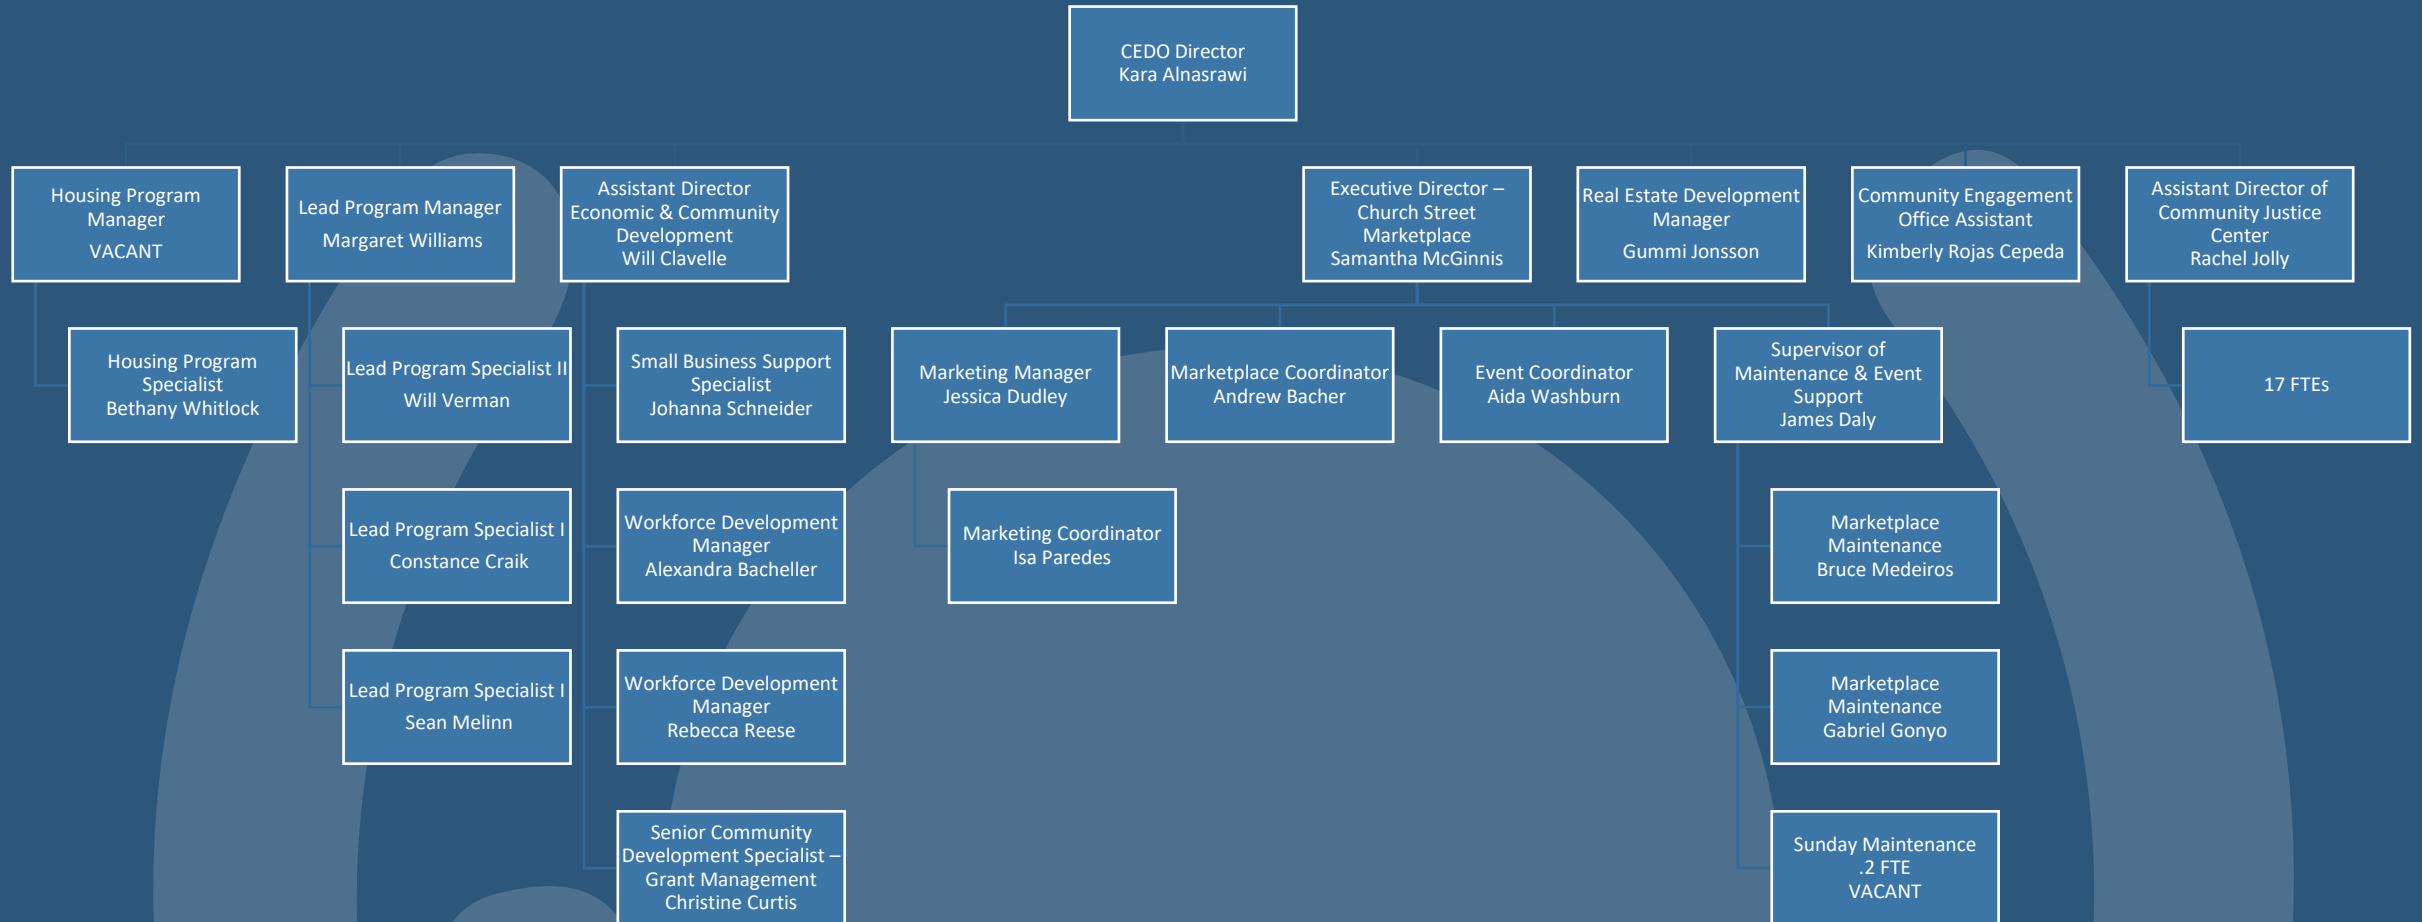 CEDO Director
Kara Alnasrawi
Housing Program
Manager
VACANT
Lead Program Manager
Margaret Williams
Assistant Director
Economic & Community
Development
Will Clavelle
Executive Director –
Church Street
Marketplace
Samantha McGinnis
Real Estate Development
Manager
Gummi Jonsson
Community Engagement
Office Assistant
Kimberly Rojas Cepeda
Assistant Director of
Community Justice
Center
Rachel Jolly
Housing Program
Specialist
Bethany Whitlock
Lead Program Specialist II
Will Verman
Small Business Support
Specialist
Johanna Schneider
Marketing Manager
Jessica Dudley
Marketplace Coordinator
Andrew Bacher
Event Coordinator
Aida Washburn
Supervisor of
Maintenance & Event
Support
James Daly
17 FTEs
Lead Program Specialist I
Constance Craik
Workforce Development
Manager
Alexandra Bacheller
Marketing Coordinator
Isa Paredes
Marketplace
Maintenance
Bruce Medeiros
Lead Program Specialist I
Sean Melinn
Workforce Development
Manager
Rebecca Reese
Marketplace
Maintenance
Gabriel Gonyo
Senior Community
Development Specialist –
Grant Management
Christine Curtis
Sunday Maintenance
.2 FTE
VACANT